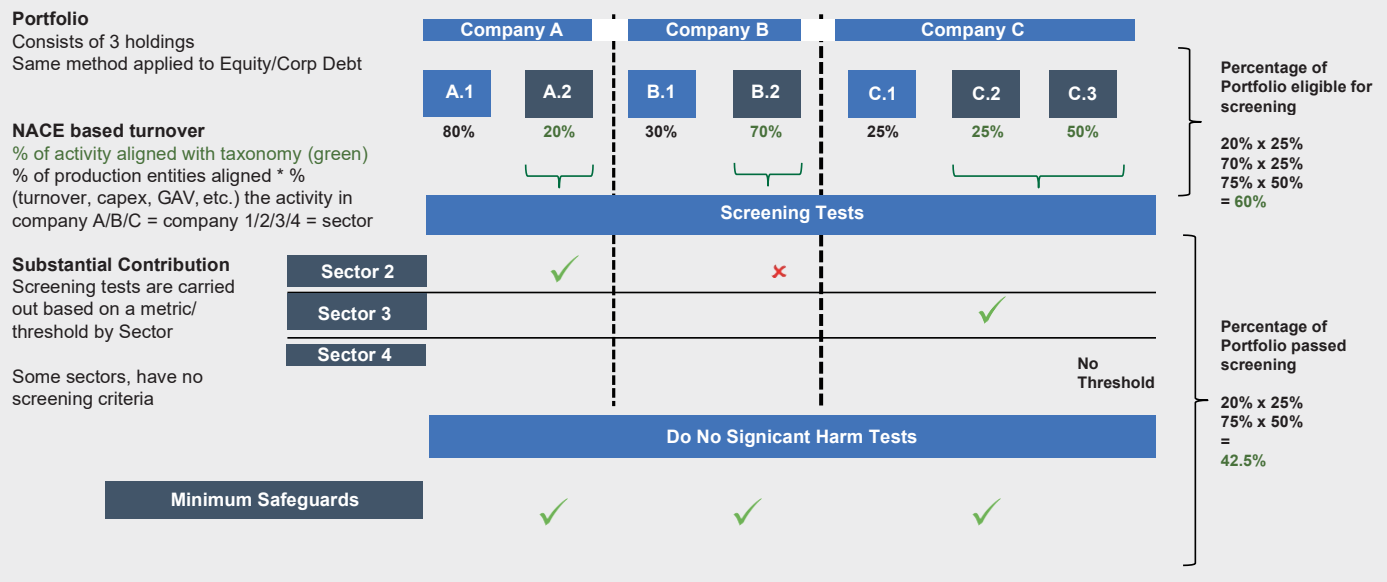 Portfolio
Consists of 3 holdings
Same method applied to Equity/Corp Debt
Company A
Company B
Company C
A.1
A.2
B.1
B.2
C.1
C.2
C.3
80%
20%
30%
70%
25%
25%
50%
Percentage of
Portfolio eligible for
screening
20% x 25%
70% x 25%
75% x 50%
= 60%
NACE based turnover
% of activity aligned with taxonomy (green)
% of production entities aligned * %
(turnover, capex, GAV, etc.) the activity in
company A/B/C = company 1/2/3/4 = sector
Screening Tests
Substantial Contribution
Screening tests are carried
out based on a metric/
threshold by Sector
Some sectors, have no
screening criteria
Sector 2
Sector 3
Sector 4
No
Threshold
Percentage of
Portfolio passed
screening
20% x 25%
75% x 50%
=
42.5%
Do No Signicant Harm Tests
Minimum Safeguards